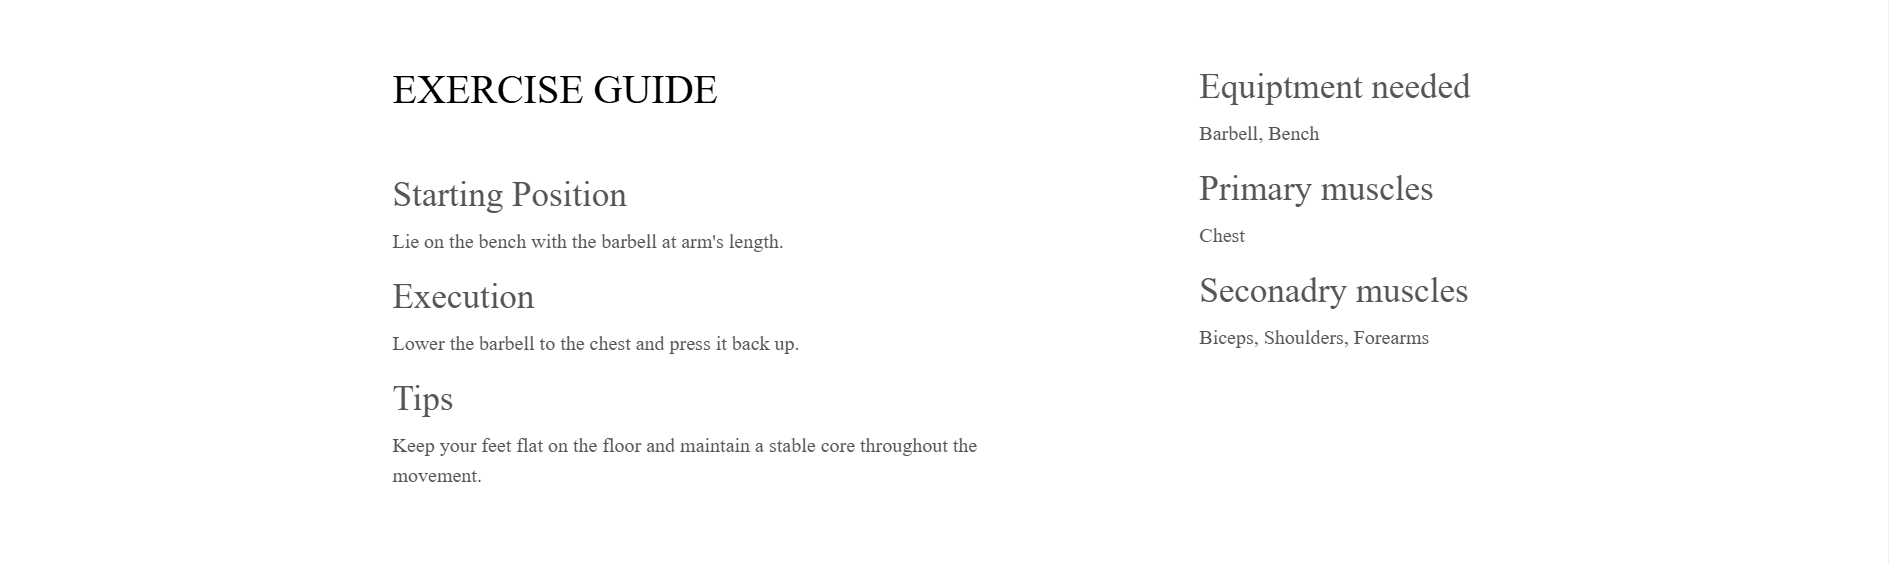 EXERCISE GUIDE
Starting Position
Lie on the bench with the barbell at arm's length.
Execution
Lower the barbell to the chest and press it back up.
Tips
Keep your feet flat on the floor and maintain a stable core throughout the
movement.
Equiptment needed
Barbell, Bench
Primary muscles
Chest
Seconadry muscles
Biceps, Shoulders, Forearms